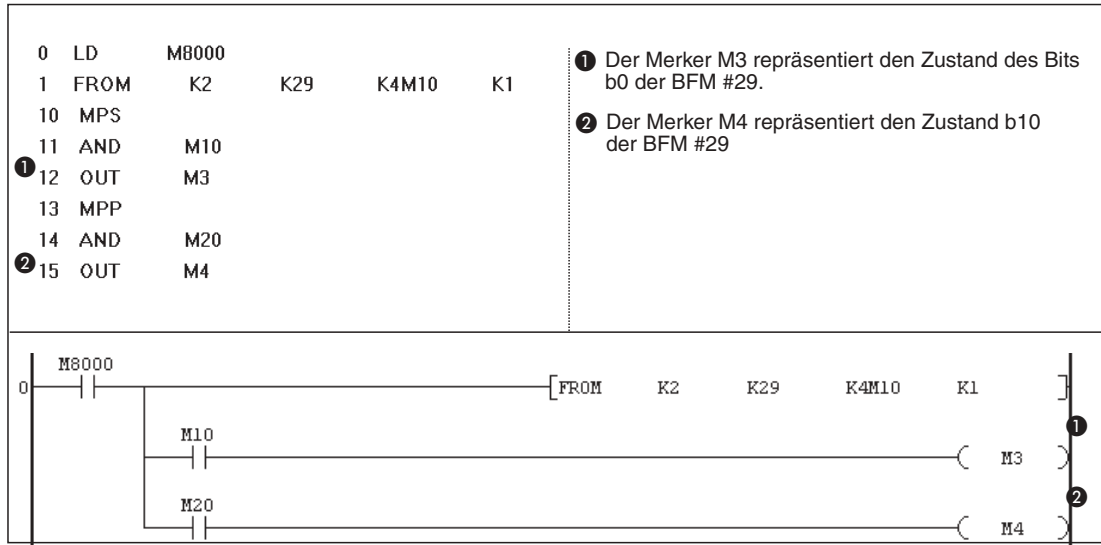 0 LD M8000
1 FROM K2 K29 K4M10 K1
10 MPS
11 AND M10
❶ 12 OUT M3
13 MPP
14 AND M20
❷ 15 OUT M4
❶ Der Merker M3 repräsentiert den Zustand des Bits
b0 der BFM #29.
❷ Der Merker M4 repräsentiert den Zustand b10
der BFM #29
M8000
0 FROM K2 K29 K4M10 K1
❶
M10
M3
❷
M20
M4